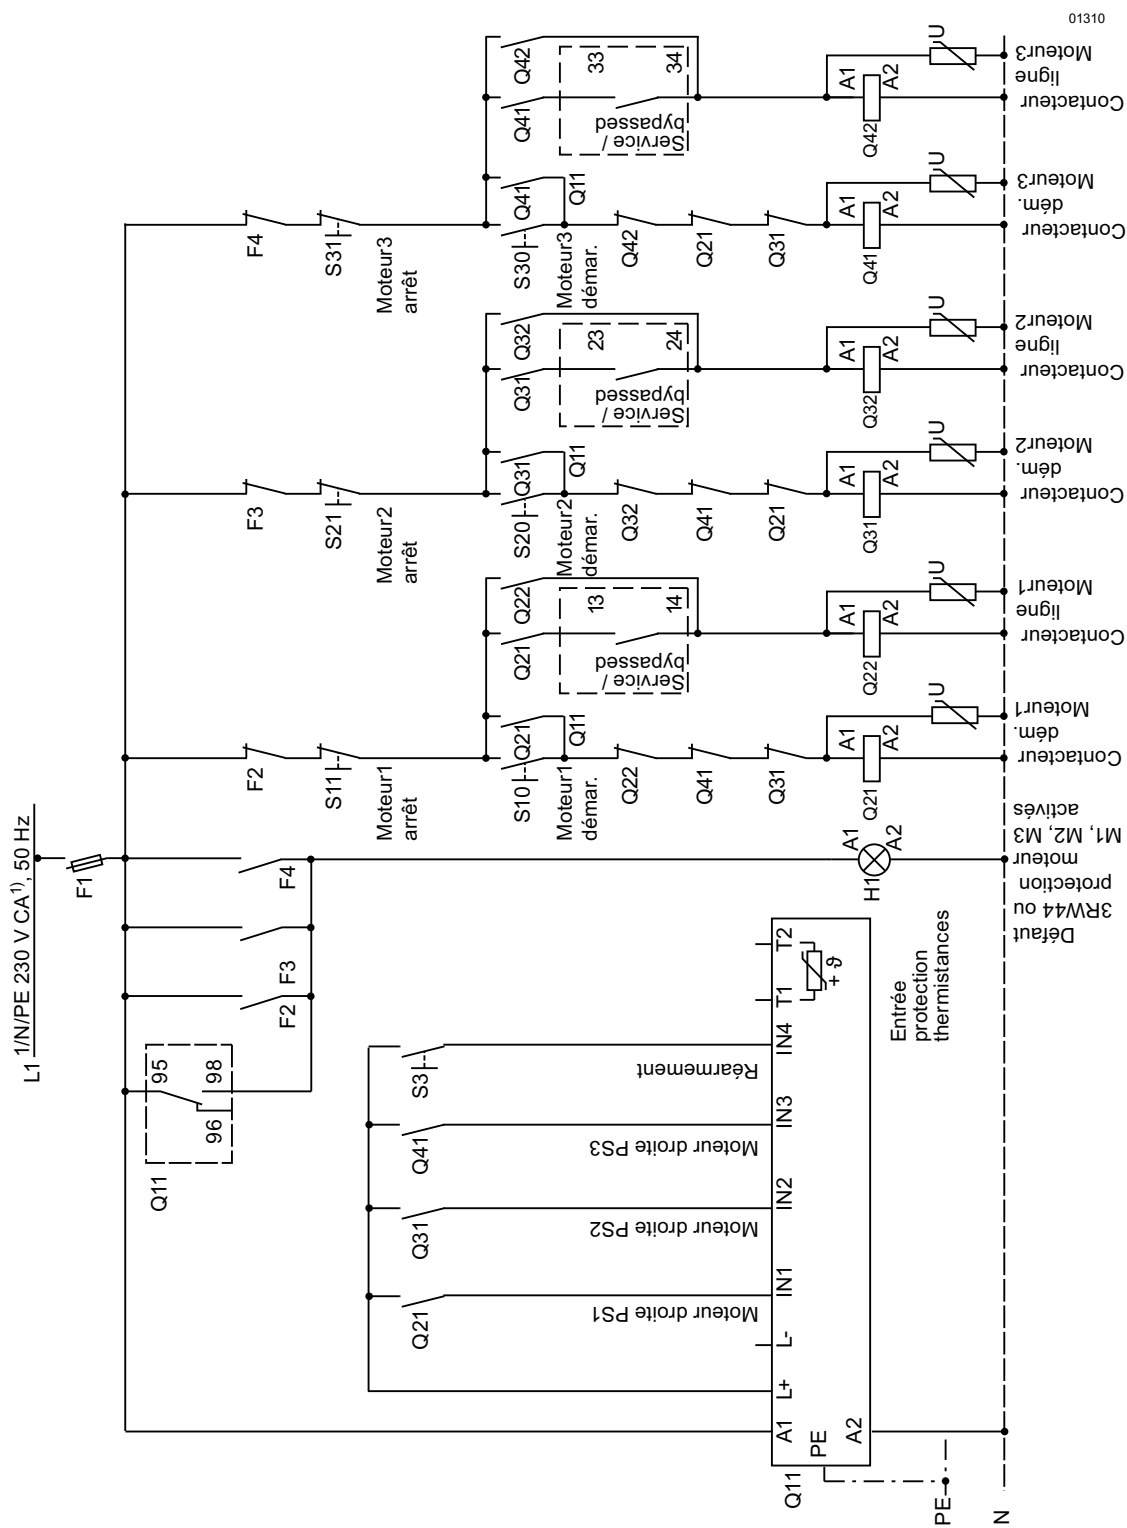 01310
L1 1/N/PE 230 V CA1), 50 Hz
F1
Q11
95
96
98
F2
F3
F4
Q11
A1
PE
A2
L+
L-
IN1
IN2
IN3
IN4
T1
T2
+ ϑ
Q21
Moteur droite PS1
Q31
Moteur droite PS2
Q41
Moteur droite PS3
S3
Réarmement
Entrée
protection
thermistances
H1
A1
A2
Défaut
3RW44 ou
protection
moteur
M1, M2, M3
activés
F2
S11
Moteur1
arrêt
S10
Q21
Q11
Moteur1
démar.
Q22
Q41
Q31
Q21
A1
A2
U
Contacteur
dém.
Moteur1
Q21
Q22
13
14
Service /
bypassed
Q22
A1
A2
U
Contacteur
ligne
Moteur1
F3
S21
Moteur2
arrêt
S20
Q31
Q11
Moteur2
démar.
Q32
Q41
Q21
Q31
A1
A2
U
Contacteur
dém.
Moteur2
Q31
Q32
23
24
Service /
bypassed
Q32
A1
A2
U
Contacteur
ligne
Moteur2
F4
S31
Moteur3
arrêt
S30
Q41
Q11
Moteur3
démar.
Q42
Q21
Q31
Q41
A1
A2
U
Contacteur
dém.
Moteur3
Q41
Q42
33
34
Service /
bypassed
Q42
A1
A2
U
Contacteur
ligne
Moteur3
PE
N